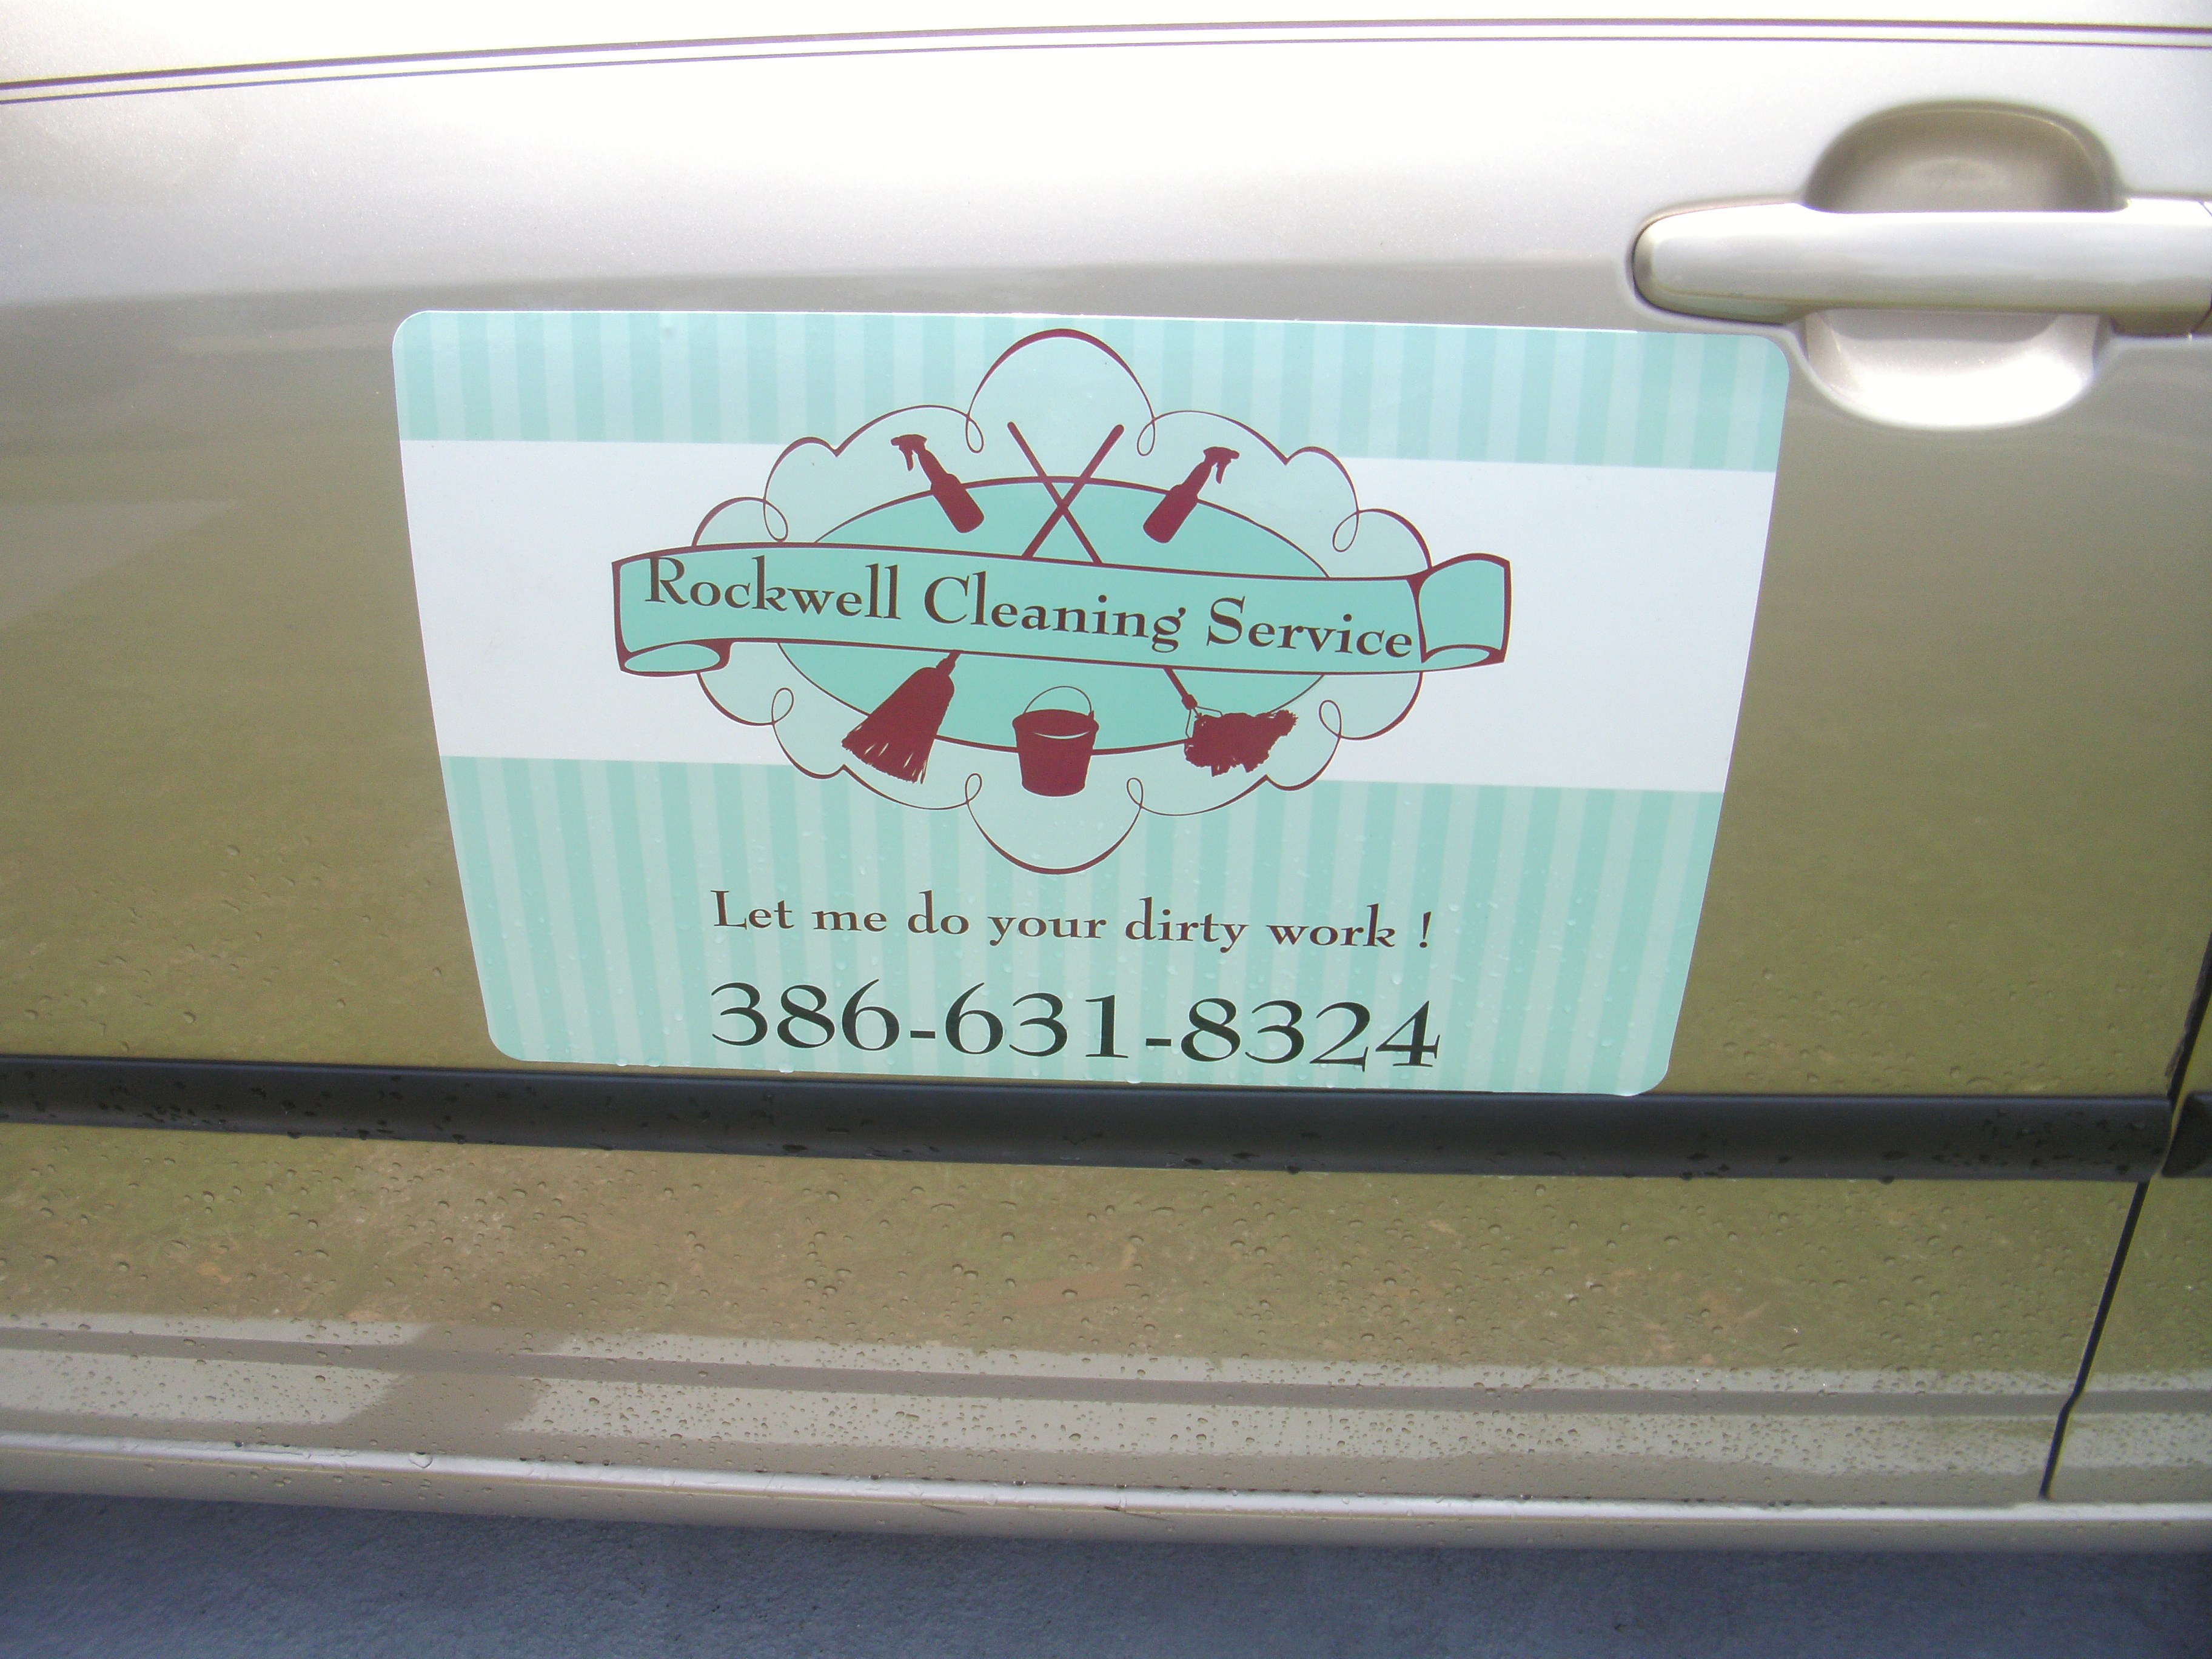 Rockwell Cleaning Service
Let me do your dirty work !
386-631-8324